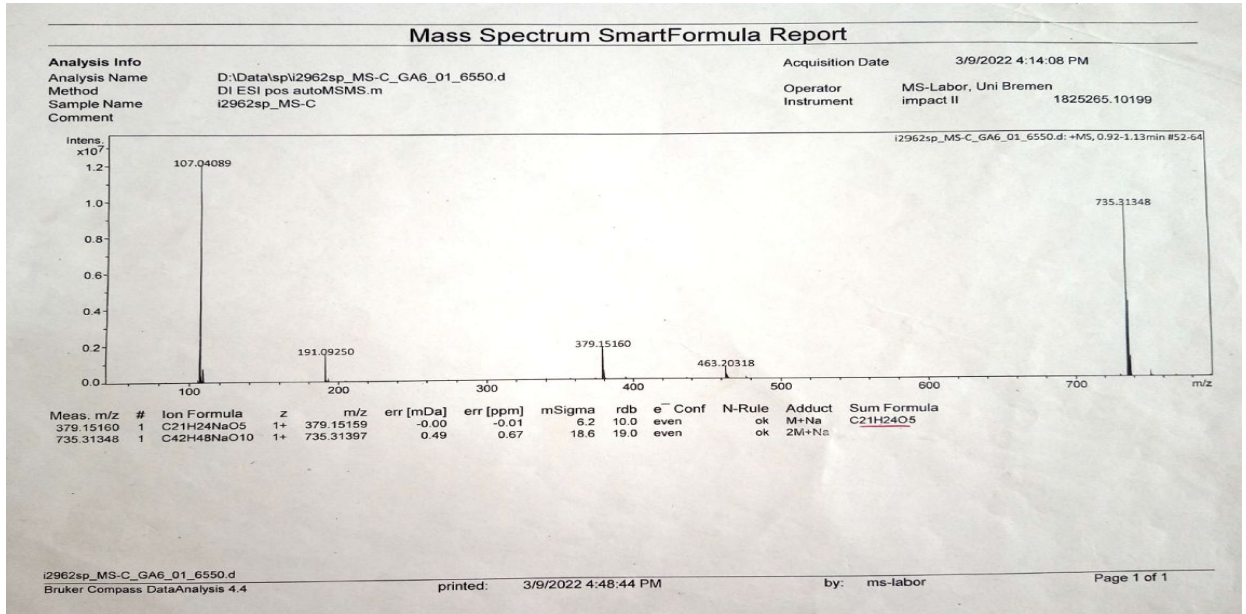 Mass Spectrum SmartFormula Report
Analysis Info
Acquisition Date 3/9/2022 4:14:08 PM
Analysis Name D:\Data\sp\i2962sp_MS-C_GA6_01_6550.d
Method DI ESI pos autoMSMS.m
Operator MS-Labor, Uni Bremen
Sample Name i2962sp_MS-C
Instrument impact II 1825265.10199
Comment
Intens.
x10⁷
i2962sp_MS-C_GA6_01_6550.d: +MS, 0.92-1.13min #52-64
1.2
1.0
0.8
0.6
0.4
0.2
0.0
107.04089
191.09250
379.15160
463.20318
735.31348
100 200 300 400 500 600 700 m/z
Meas. m/z # Ion Formula z m/z err [mDa] err [ppm] mSigma rdb e⁻ Conf N-Rule Adduct Sum Formula
379.15160 1 C21H24NaO5 1+ 379.15159 -0.00 -0.01 6.2 10.0 even ok M+Na C21H24O5
735.31348 1 C42H48NaO10 1+ 735.31397 0.49 0.67 18.6 19.0 even ok 2M+Na
i2962sp_MS-C_GA6_01_6550.d
Bruker Compass DataAnalysis 4.4 printed: 3/9/2022 4:48:44 PM by: ms-labor Page 1 of 1